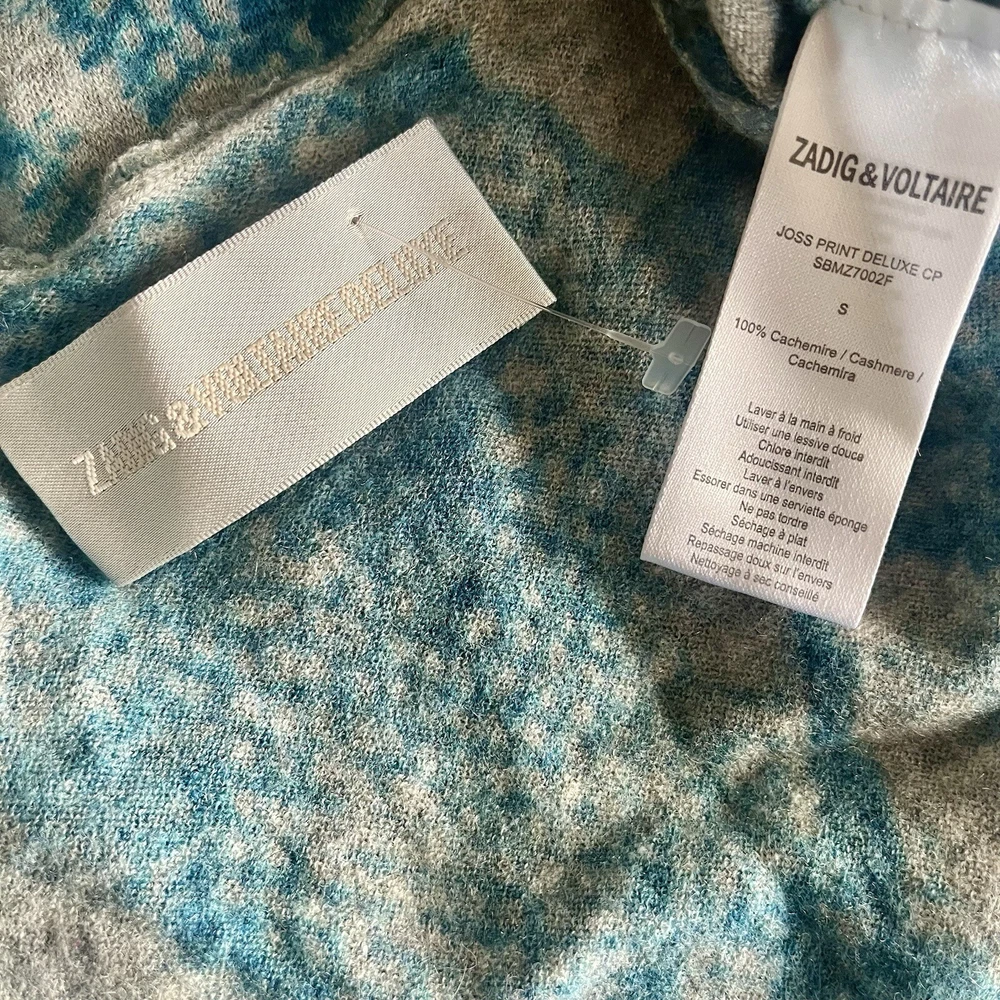 ZADIG & VOLTAIRE
JOSS PRINT DELUXE CP
SBMZ7002F
S
100% Cachemire / Cashmere /
Cachemira
Laver à la main à froid
Utiliser une lessive douce
Chlore interdit
Adoucissant interdit
Laver à l'envers
Essorer dans une serviette éponge
Ne pas tordre
Séchage à plat
Séchage machine interdit
Repassage doux sur l'envers
Nettoyage à sec conseillé